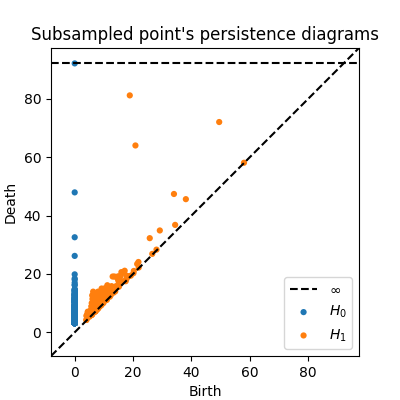 Subsampled point's persistence diagrams
Death
80
60
40
20
0
∞
H₀
H₁
0 20 40 60 80
Birth